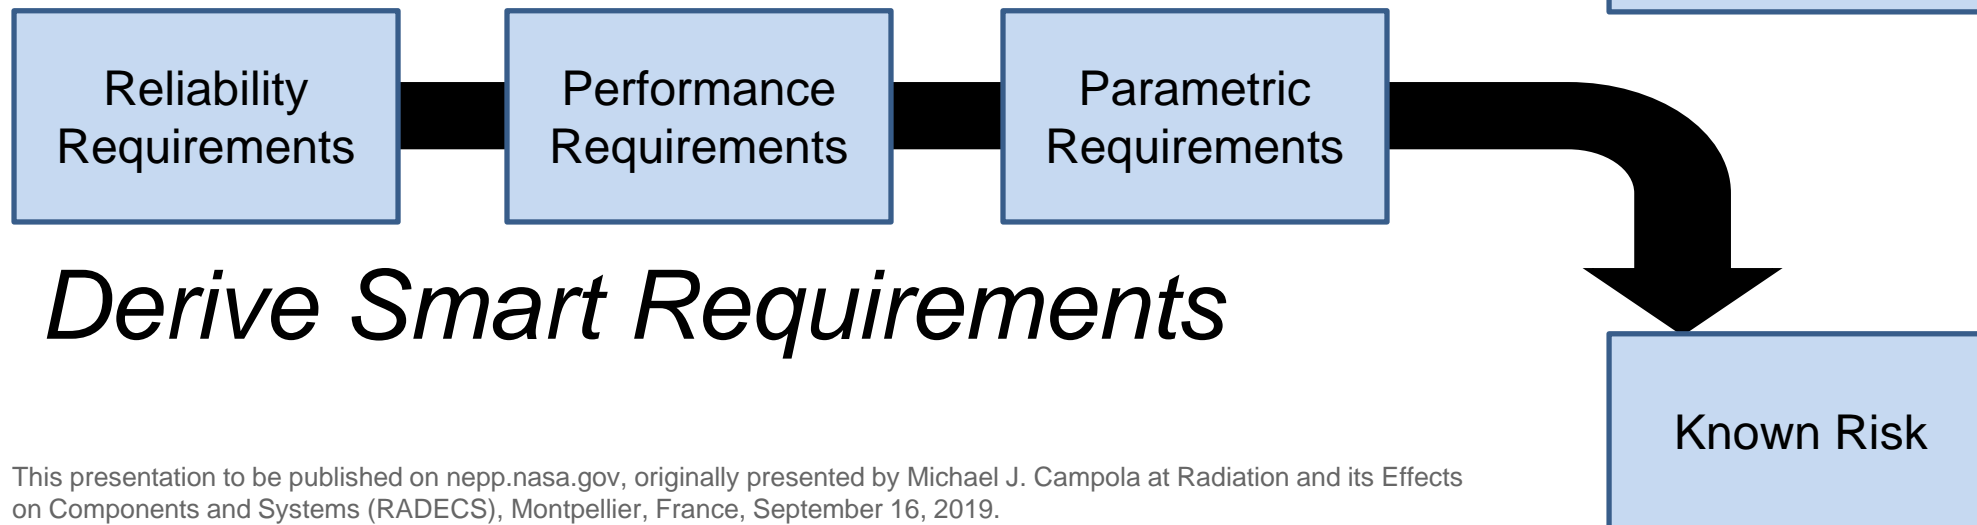 Reliability
Requirements
Performance
Requirements
Parametric
Requirements
Derive Smart Requirements
Known Risk
This presentation to be published on nepp.nasa.gov, originally presented by Michael J. Campola at Radiation and its Effects
on Components and Systems (RADECS), Montpellier, France, September 16, 2019.